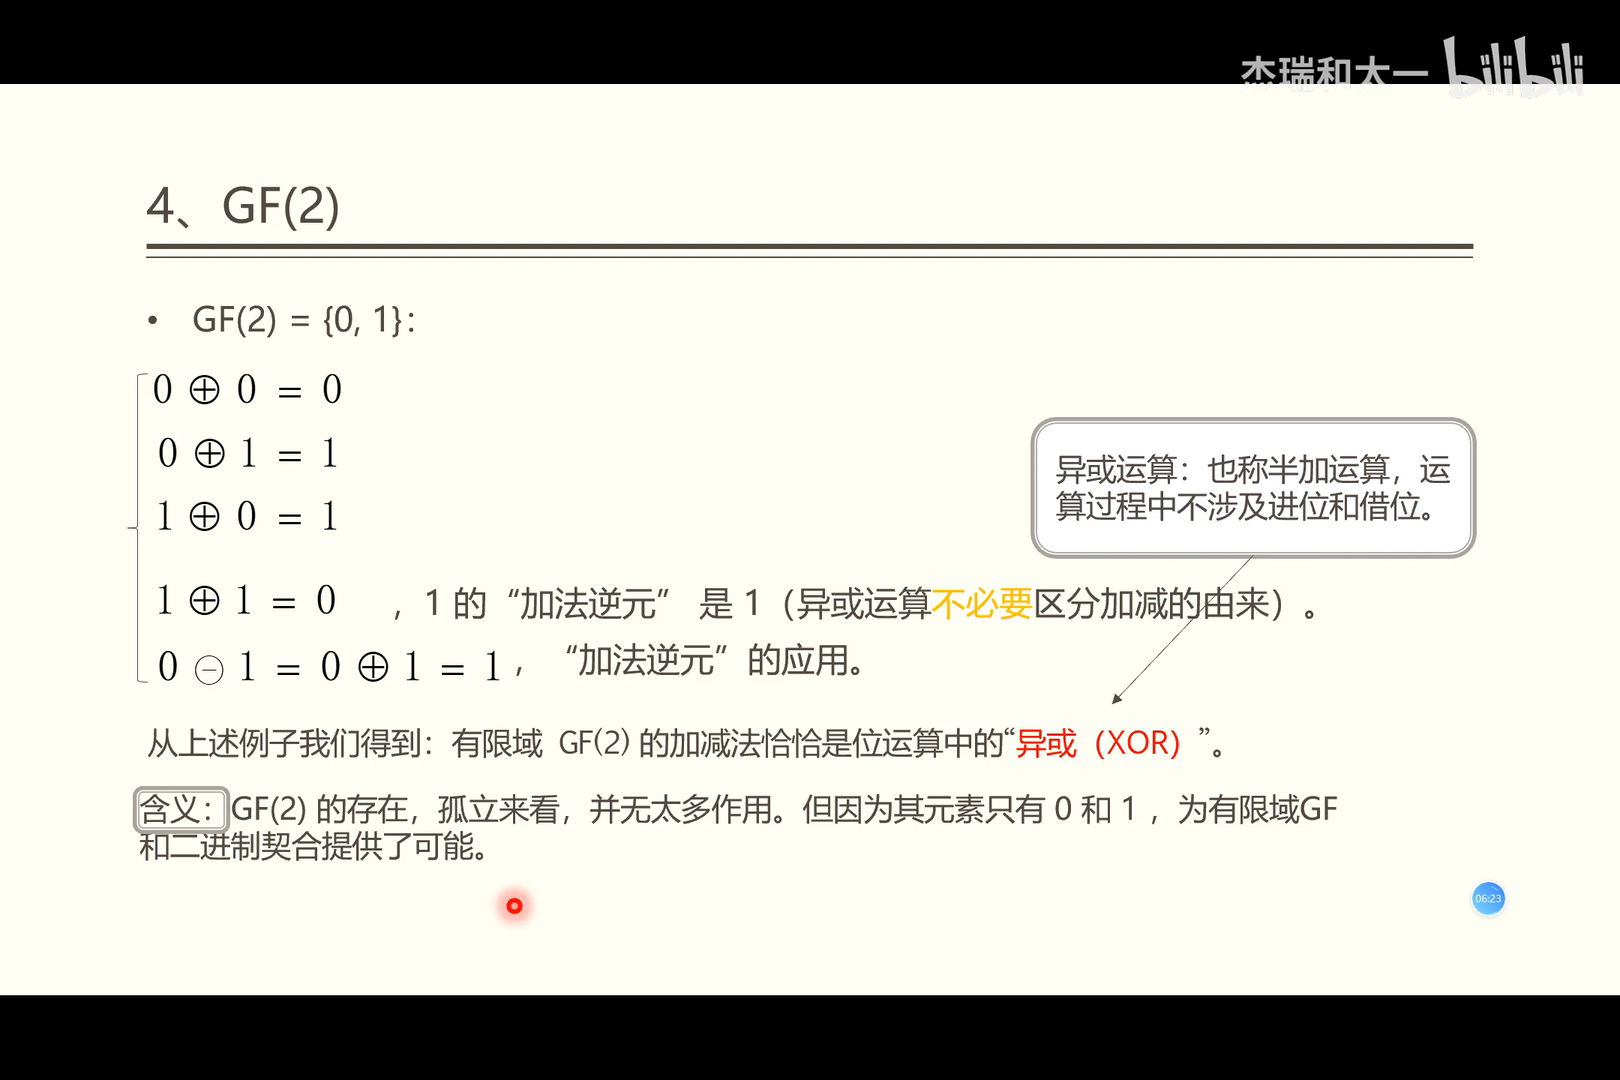 杰瑞和太一 bilibili
4、GF(2)
• GF(2) = {0, 1}：
0 ⊕ 0 = 0
0 ⊕ 1 = 1
1 ⊕ 0 = 1
异或运算：也称半加运算，运
算过程中不涉及进位和借位。
1 ⊕ 1 = 0 ，1 的“加法逆元” 是 1（异或运算不必要区分加减的由来）。
0 ⊖ 1 = 0 ⊕ 1 = 1 ，“加法逆元”的应用。
从上述例子我们得到：有限域 GF(2) 的加减法恰恰是位运算中的“异或（XOR）”。
含义：GF(2) 的存在，孤立来看，并无太多作用。但因为其元素只有 0 和 1 ，为有限域GF
和二进制契合提供了可能。
06:23